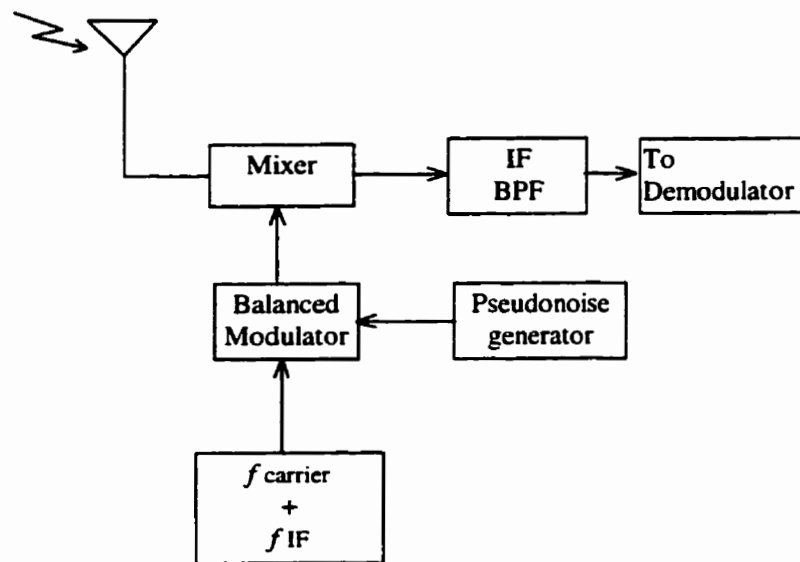 Mixer
IF
BPF
To
Demodulator
Balanced
Modulator
Pseudonoise
generator
f carrier
+
f IF